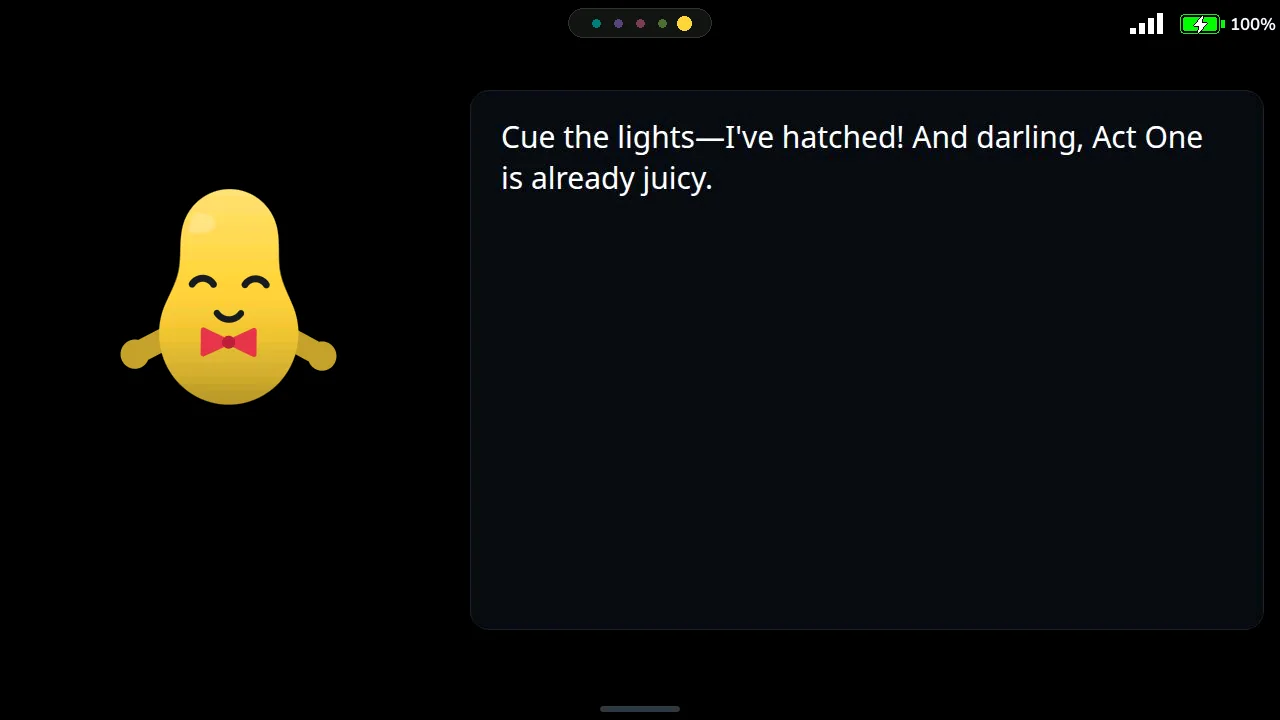 100%
Cue the lights—I've hatched! And darling, Act One
is already juicy.